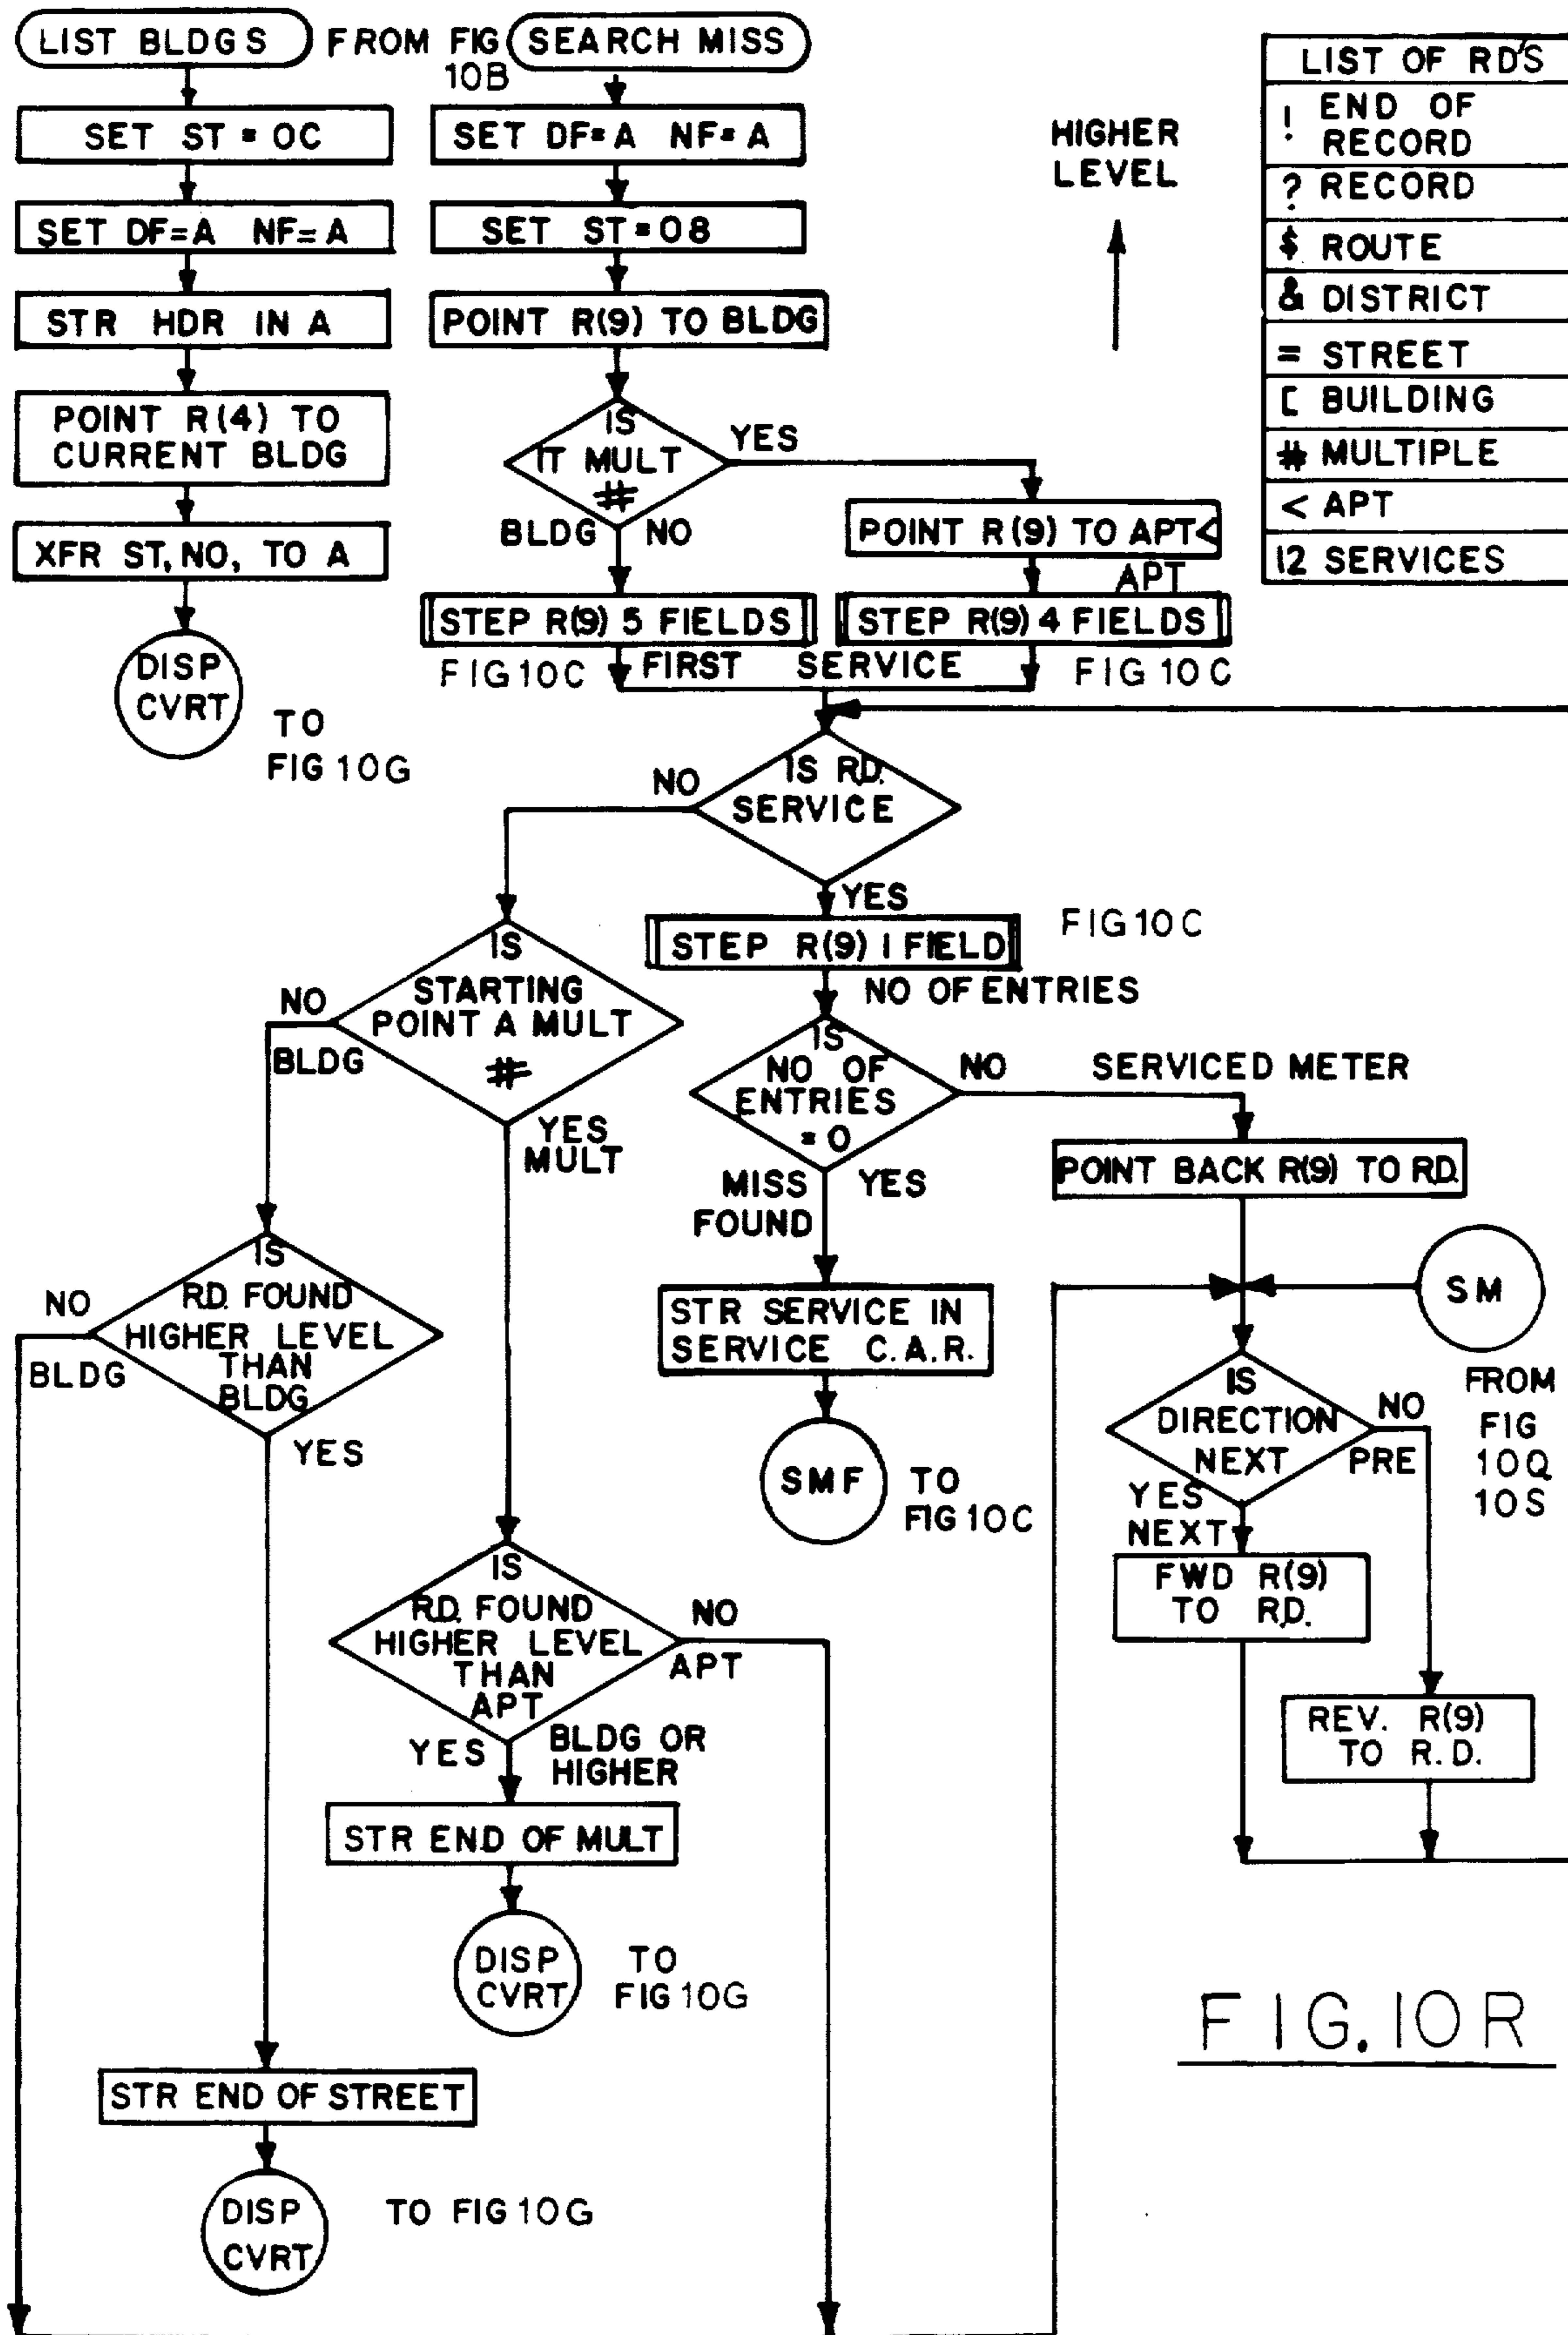 LIST BLDGS
FROM FIG
10B
SEARCH MISS
SET ST = 0C
SET DF=A NF=A
STR HDR IN A
POINT R(4) TO
CURRENT BLDG
XFR ST, NO, TO A
DISP
CVRT
TO
FIG 10G
SET DF=A NF=A
SET ST=08
POINT R(9) TO BLDG
IS
IT MULT
#
YES
BLDG NO
POINT R(9) TO APT<
APT
STEP R(9) 5 FIELDS
STEP R(9) 4 FIELDS
FIG 10C
FIRST SERVICE
FIG 10C
HIGHER
LEVEL
LIST OF RD'S
! END OF
RECORD
? RECORD
$ ROUTE
& DISTRICT
= STREET
[ BUILDING
# MULTIPLE
< APT
12 SERVICES
IS R.D.
SERVICE
NO
YES
STEP R(9) 1 FIELD
FIG 10C
NO OF ENTRIES
IS
NO OF
ENTRIES
= 0
NO
SERVICED METER
MISS
FOUND
YES
POINT BACK R(9) TO R.D.
STR SERVICE IN
SERVICE C.A.R.
SMF
TO
FIG 10C
SM
FROM
FIG
10Q
10S
IS
DIRECTION
NEXT
NO
PRE
YES
NEXT
FWD R(9)
TO R.D.
REV. R(9)
TO R.D.
IS
STARTING
POINT A MULT
#
NO
BLDG
YES
MULT
IS
R.D. FOUND
HIGHER LEVEL
THAN
BLDG
NO
BLDG
YES
IS
R.D. FOUND
HIGHER LEVEL
THAN
APT
NO
APT
YES
BLDG OR
HIGHER
STR END OF MULT
DISP
CVRT
TO
FIG 10G
STR END OF STREET
DISP
CVRT
TO FIG 10G
FIG. 10R